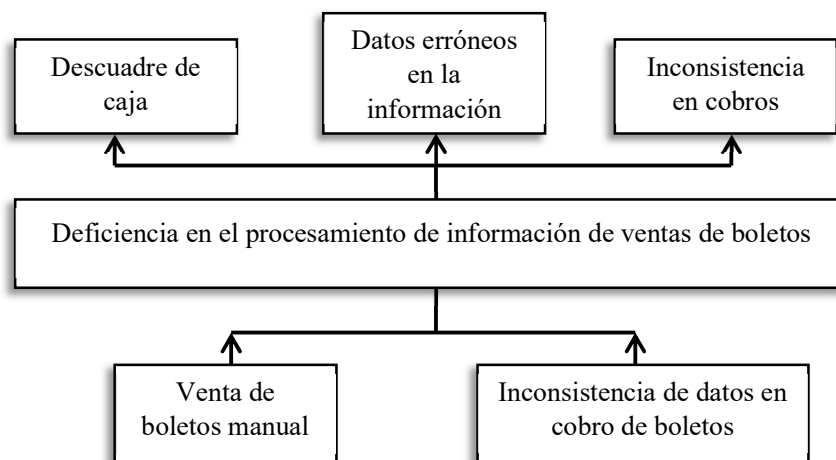 Descuadre de
caja
Datos erróneos
en la
información
Inconsistencia
en cobros
Deficiencia en el procesamiento de información de ventas de boletos
Venta de
boletos manual
Inconsistencia de datos en
cobro de boletos